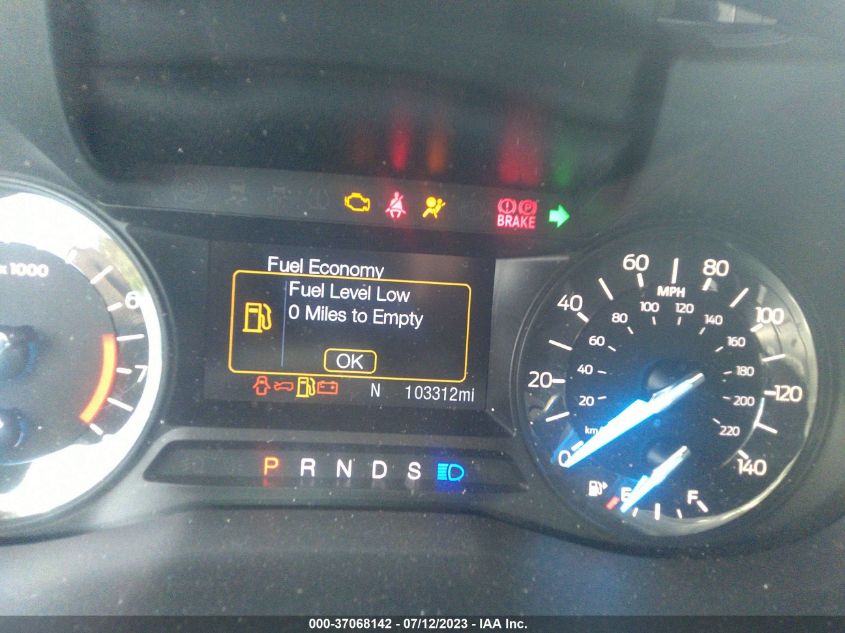 BRAKE
Fuel Economy
Fuel Level Low
0 Miles to Empty
OK
N 103312mi
P R N D S
x1000
6
7
MPH
0 20 40 60 80 100 120 140
km/h
20 40 60 80 100 120 140 160 180 200 220
E F
000-37068142 - 07/12/2023 - IAA Inc.